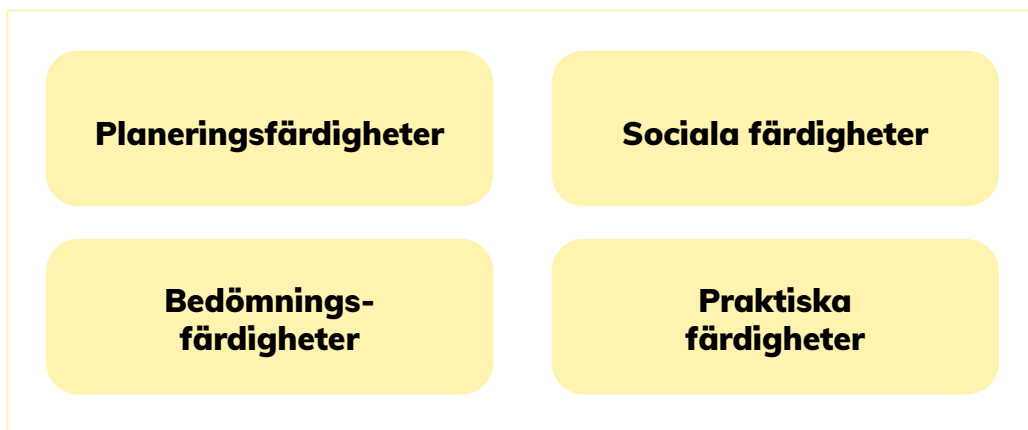 Planeringsfärdigheter
Sociala färdigheter
Bedömnings-
färdigheter
Praktiska
färdigheter